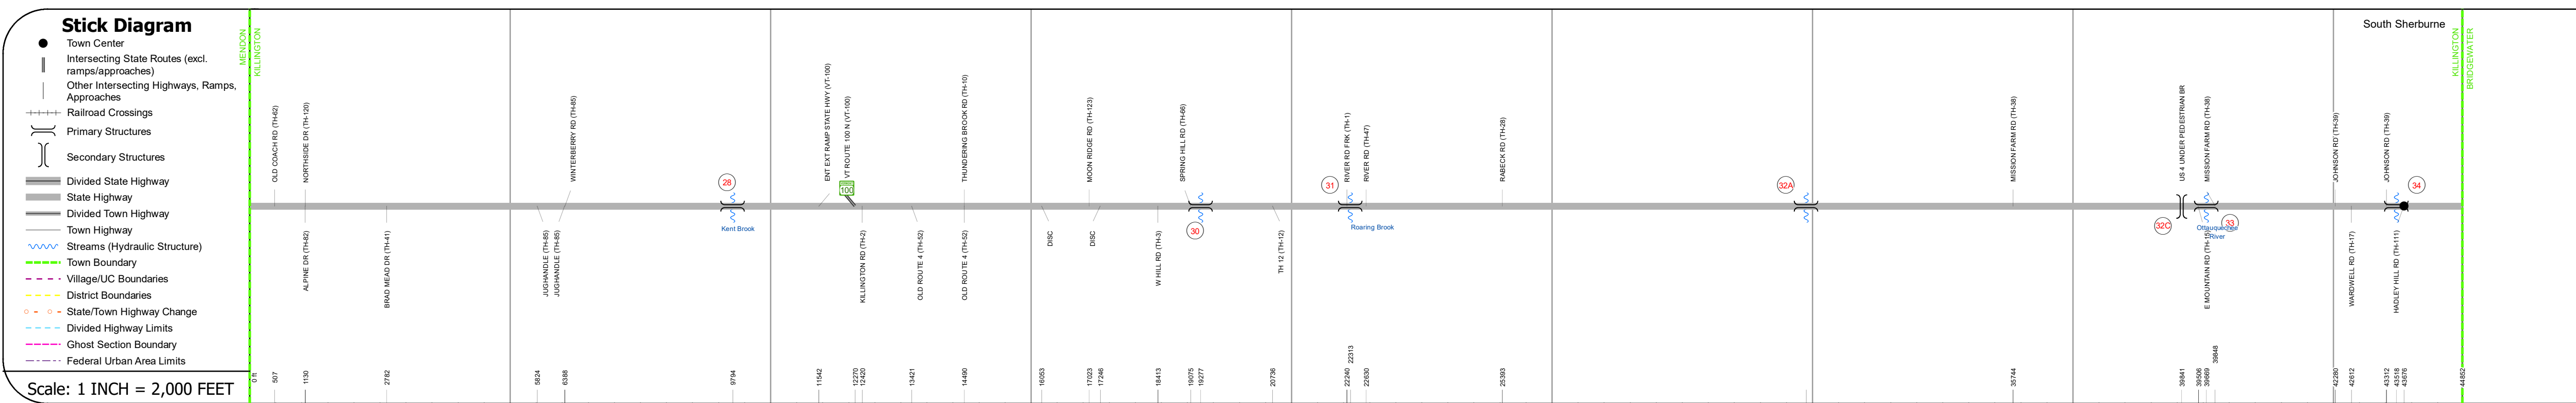 Stick Diagram
Town Center
Intersecting State Routes (excl.
ramps/approaches)
Other Intersecting Highways, Ramps,
Approaches
Railroad Crossings
Primary Structures
Secondary Structures
Divided State Highway
State Highway
Divided Town Highway
Town Highway
Streams (Hydraulic Structure)
Town Boundary
Village/UC Boundaries
District Boundaries
State/Town Highway Change
Divided Highway Limits
Ghost Section Boundary
Federal Urban Area Limits
Scale: 1 INCH = 2,000 FEET
MENDON
KILLINGTON
South Sherburne
KILLINGTON
BRIDGEWATER
OLD COACH RD (TH-62)
NORTHSIDE DR (TH-120)
WINTERBERRY RD (TH-85)
ENT EXT RAMP STATE HWY (VT-100)
VT ROUTE 100 N (VT-100)
THUNDERING BROOK RD (TH-10)
MOON RIDGE RD (TH-123)
SPRING HILL RD (TH-66)
RIVER RD FRK (TH-1)
RIVER RD (TH-47)
RABECK RD (TH-28)
MISSION FARM RD (TH-38)
US 4 UNDER PEDESTRIAN BR
MISSION FARM RD (TH-38)
JOHNSON RD (TH-39)
JOHNSON RD (TH-39)
28
100
30
31
32A
32C
33
34
Kent Brook
Roaring Brook
Ottauquechee
River
ALPINE DR (TH-82)
BRAD MEAD DR (TH-41)
JUGHANDLE (TH-85)
JUGHANDLE (TH-85)
KILLINGTON RD (TH-2)
OLD ROUTE 4 (TH-52)
OLD ROUTE 4 (TH-52)
DISC
DISC
W HILL RD (TH-3)
TH 12 (TH-12)
E MOUNTAIN RD (TH-15)
WARDWELL RD (TH-17)
HADLEY HILL RD (TH-111)
0 ft
507
1130
2782
5824
6388
9794
11542
12270
12420
13421
14490
16053
17023
17246
18413
19075
19277
20736
22240
22313
22630
25393
35744
39841
39506
39669
39848
42280
42612
43312
43518
43676
44852